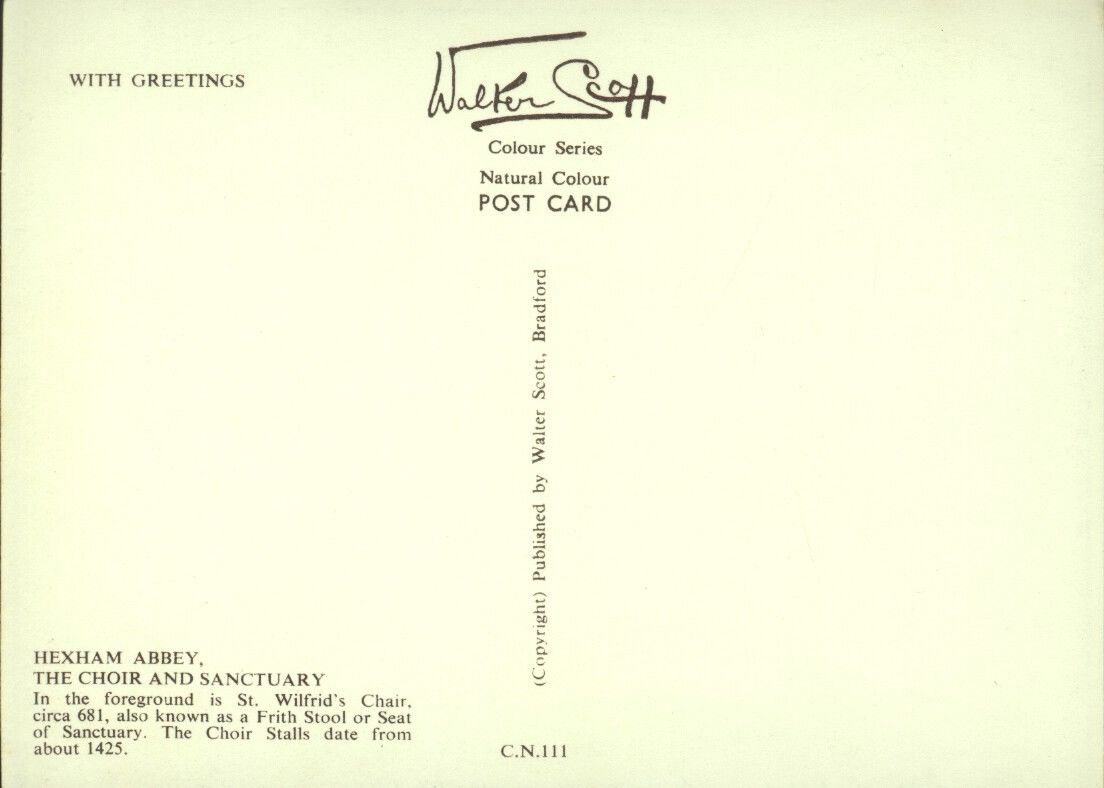 WITH GREETINGS
Walter Scott
Colour Series
Natural Colour
POST CARD
(Copyright) Published by Walter Scott, Bradford
HEXHAM ABBEY,
THE CHOIR AND SANCTUARY
In the foreground is St. Wilfrid's Chair,
circa 681, also known as a Frith Stool or Seat
of Sanctuary. The Choir Stalls date from
about 1425.
C.N.111